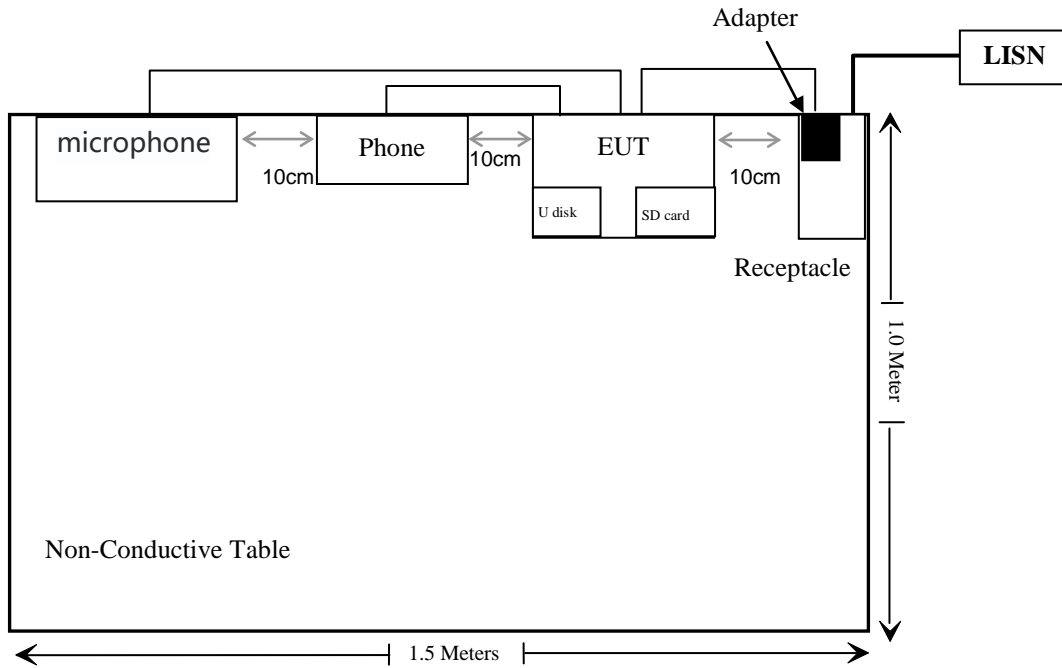 Adapter
LISN
microphone
Phone
EUT
10cm
10cm
10cm
U disk
SD card
Receptacle
1.0 Meter
Non-Conductive Table
1.5 Meters